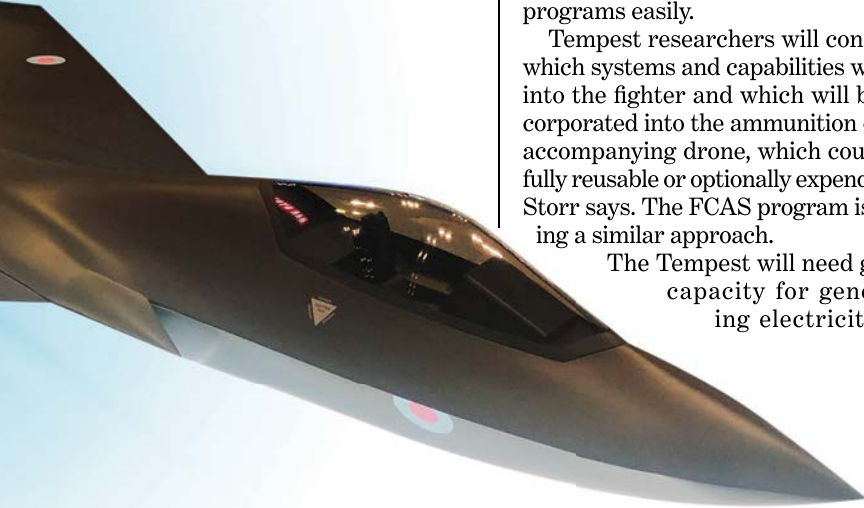 programs easily.
Tempest researchers will con
which systems and capabilities w
into the fighter and which will b
corporated into the ammunition
accompanying drone, which cou
fully reusable or optionally expend
Storr says. The FCAS program is
ing a similar approach.
The Tempest will need g
capacity for gene
ing electricit